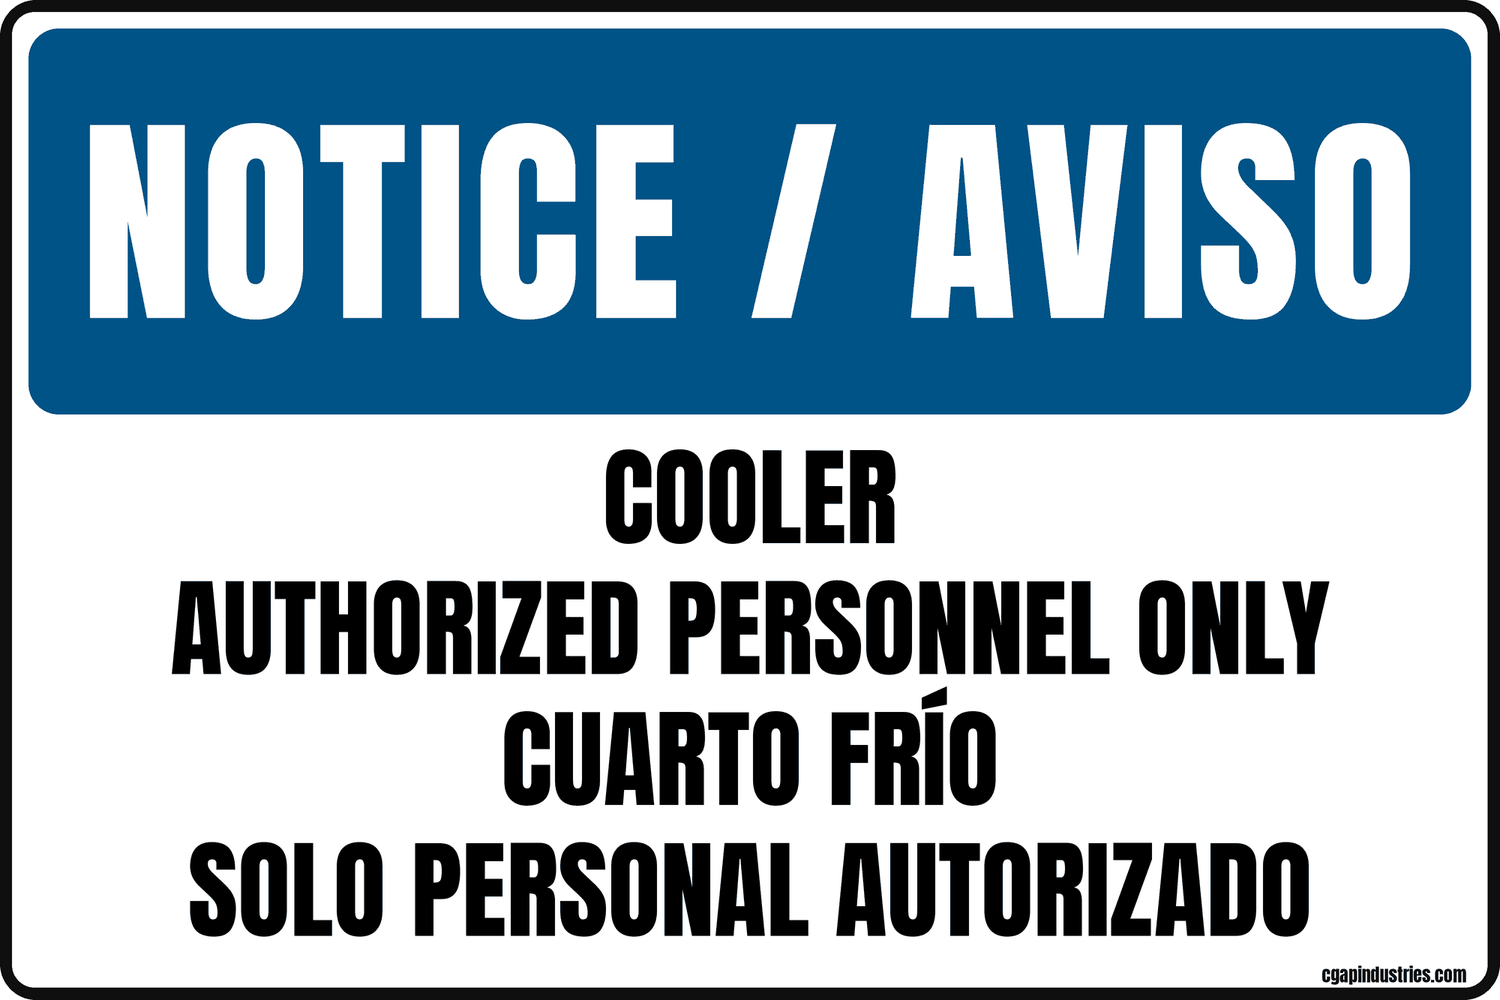 NOTICE / AVISO
COOLER
AUTHORIZED PERSONNEL ONLY
CUARTO FRÍO
SOLO PERSONAL AUTORIZADO
cgapindustries.com